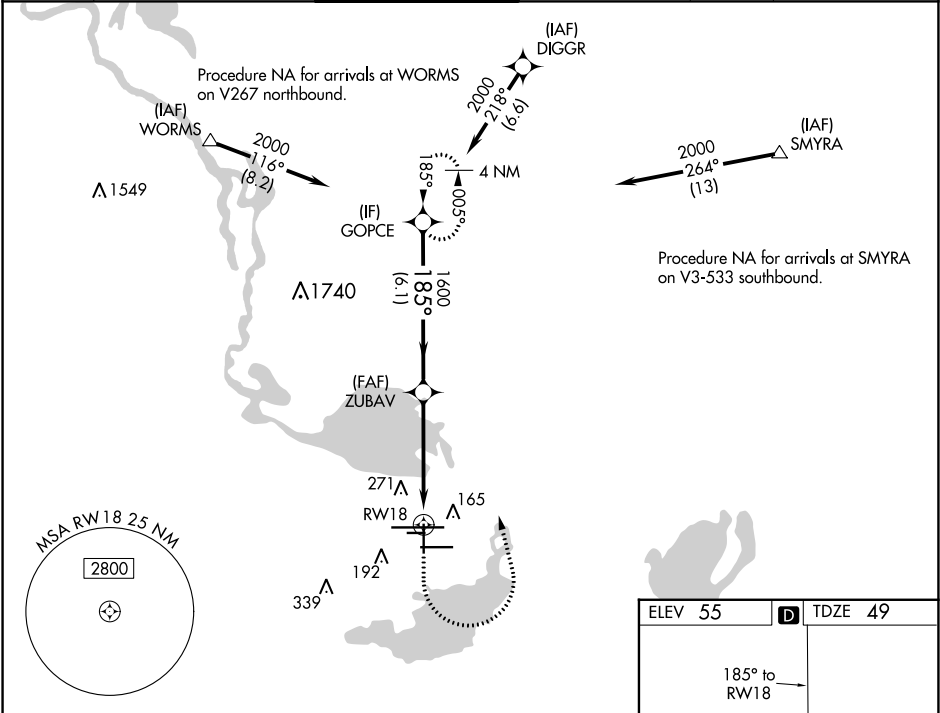 (IAF)
DIGGR
2000
218°
(6.6)
Procedure NA for arrivals at WORMS
on V267 northbound.
(IAF)
WORMS
2000
116°
(8.2)
(IAF)
SMYRA
2000
264°
(13)
185°
4 NM
005°
1549
(IF)
GOPCE
Procedure NA for arrivals at SMYRA
on V3-533 southbound.
1740
1600
185°
(6.1)
(FAF)
ZUBAV
271
165
RW18
192
339
MSA RW18 25 NM
2800
ELEV 55
D
TDZE 49
185° to
RW18